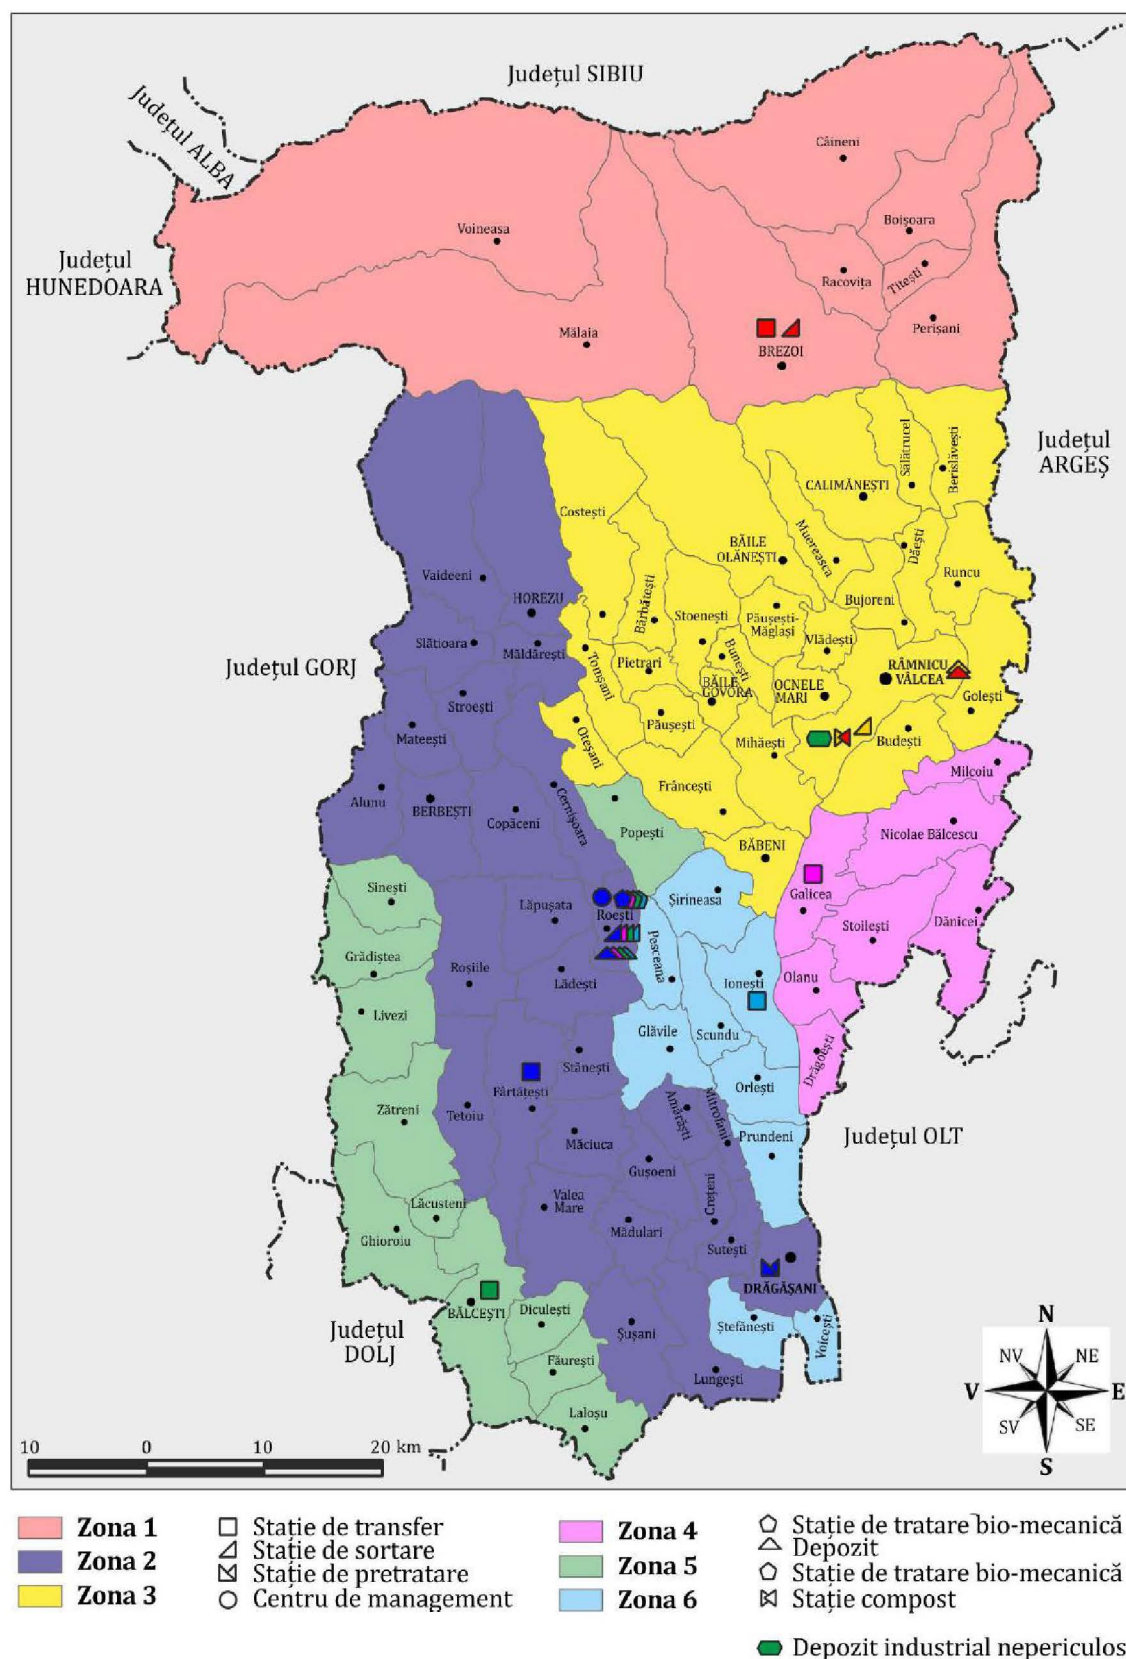 Județul SIBIU
Județul ALBA
Județul
HUNEDOARA
Câineni
Voineasa
Boișoara
Titești
Racovița
Perișani
Mălaia
BREZOI
Județul
ARGEȘ
Sălătrucel
Berislăvești
CALIMĂNEȘTI
Costești
Muereasca
BĂILE
OLĂNEȘTI
Dăești
Runcu
Vaideeni
HOREZU
Bărbătești
Stoenești
Păușești-
Măglași
Bujoreni
Slătioara
Măldărești
Tomșani
Pietrari
Bunești
Vlădești
Județul GORJ
BĂILE
GOVORA
OCNELE
MARI
RÂMNICU
VÂLCEA
Golești
Stroești
Mateești
Oteșani
Păușești
Mihăești
Budești
Milcoiu
Frâncești
Alunu
BERBEȘTI
Copăceni
Cernișoara
Popești
Nicolae Bălcescu
BĂBENI
Sinești
Lăpușata
Roești
Șirineasa
Galicea
Stoilești
Dănicei
Grădiștea
Roșiile
Lădești
Pesceana
Ionești
Olanu
Livezi
Glăvile
Scundu
Drăgoești
Stănești
Fârtătești
Orlești
Zătreni
Tetoiu
Amărăști
Mitrofani
Măciuca
Prundeni
Județul OLT
Gușoeni
Lăcusteni
Valea
Mare
Crețeni
Ghioroiu
Mădulari
Sutești
DRĂGĂȘANI
BĂLCEȘTI
Diculești
Șușani
Ștefănești
Voicești
Județul
DOLJ
Făurești
Lungești
Lalosu
N
NV
NE
V
E
SV
SE
S
10 0 10 20 km
Zona 1
Zona 2
Zona 3
Stație de transfer
Stație de sortare
Stație de pretratare
Centru de management
Zona 4
Zona 5
Zona 6
Stație de tratare bio-mecanică
Depozit
Stație de tratare bio-mecanică
Stație compost
Depozit industrial nepericulos